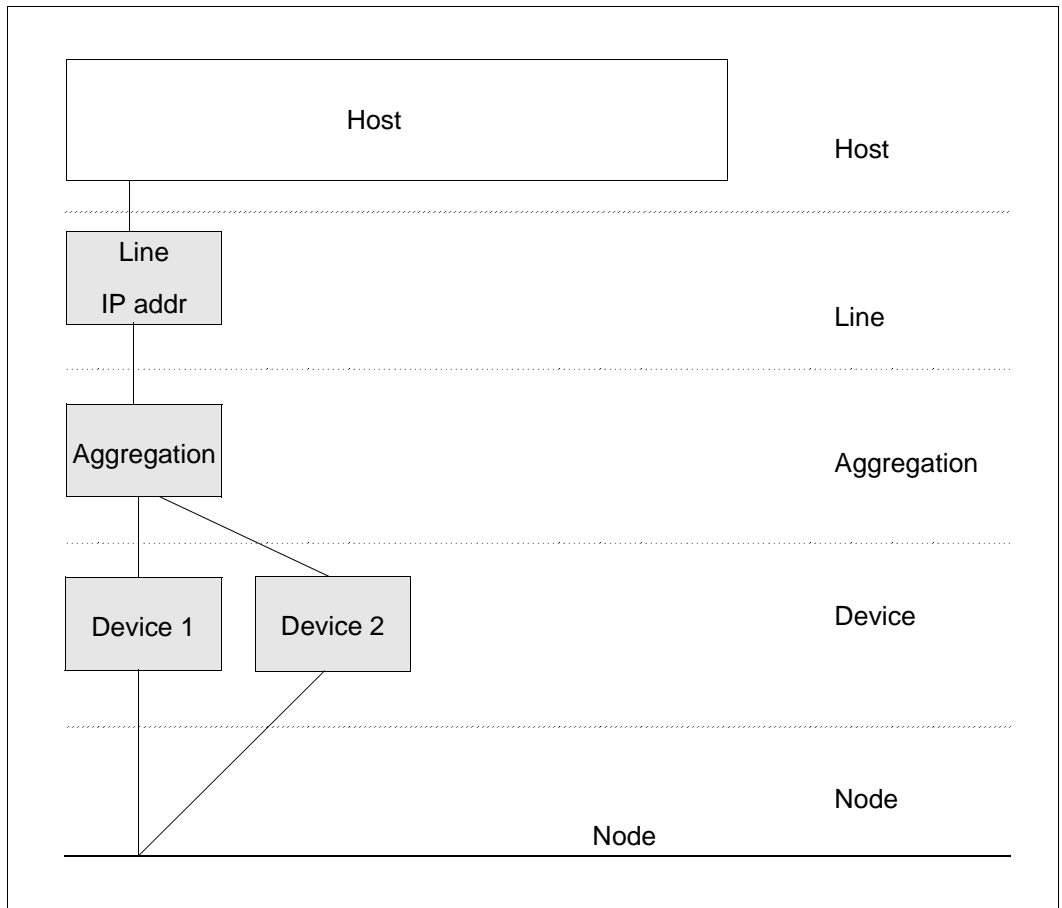 Host
Host
Line
IP addr
Line
Aggregation
Aggregation
Device 1
Device 2
Device
Node
Node